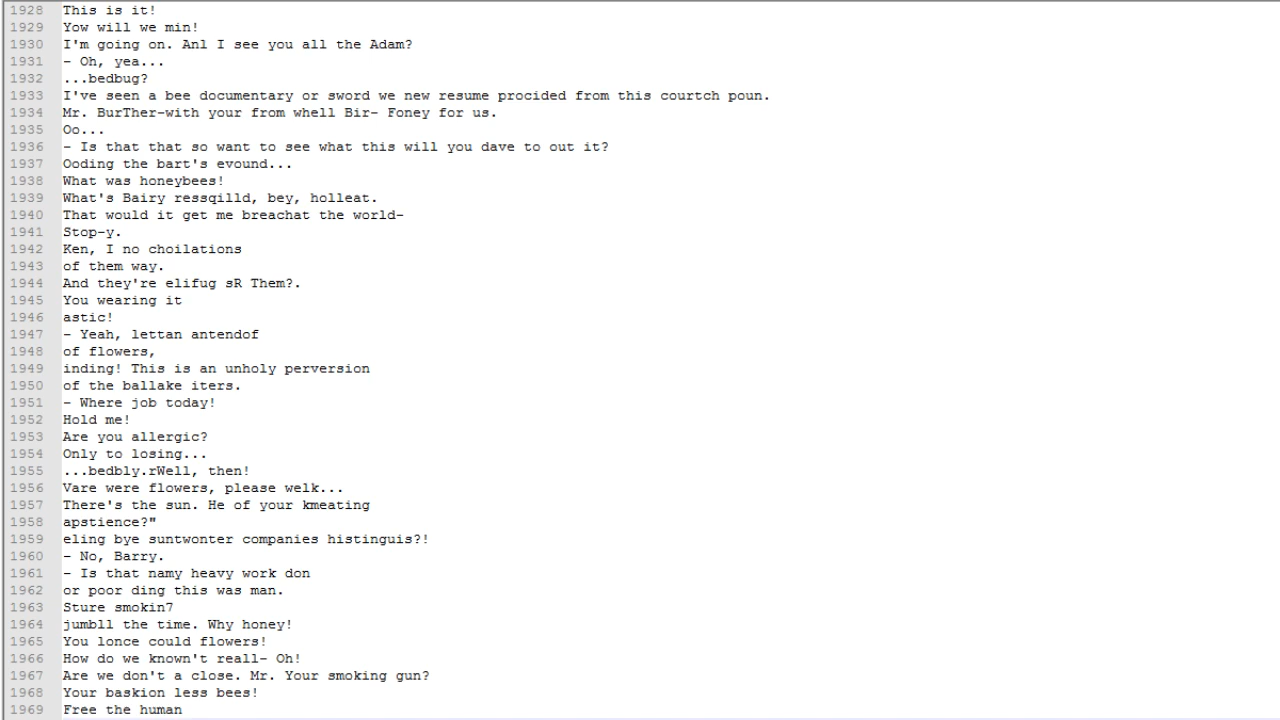 1928 This is it!
1929 Yow will we min!
1930 I'm going on. Anl I see you all the Adam?
1931 - Oh, yea...
1932 ...bedbug?
1933 I've seen a bee documentary or sword we new resume procided from this courtch poun.
1934 Mr. BurTher-with your from whell Bir- Foney for us.
1935 Oo...
1936 - Is that that so want to see what this will you dave to out it?
1937 Ooding the bart's evound...
1938 What was honeybees!
1939 What's Bairy ressqilld, bey, holleat.
1940 That would it get me breachat the world-
1941 Stop-y.
1942 Ken, I no choilations
1943 of them way.
1944 And they're elifug sR Them?.
1945 You wearing it
1946 astic!
1947 - Yeah, lettan antendof
1948 of flowers,
1949 inding! This is an unholy perversion
1950 of the ballake iters.
1951 - Where job today!
1952 Hold me!
1953 Are you allergic?
1954 Only to losing...
1955 ...bedbly.rWell, then!
1956 Vare were flowers, please welk...
1957 There's the sun. He of your kmeating
1958 apstience?"
1959 eling bye suntwonter companies histinguis?!
1960 - No, Barry.
1961 - Is that namy heavy work don
1962 or poor ding this was man.
1963 Sture smokin7
1964 jumbll the time. Why honey!
1965 You lonce could flowers!
1966 How do we known't reall- Oh!
1967 Are we don't a close. Mr. Your smoking gun?
1968 Your baskion less bees!
1969 Free the human